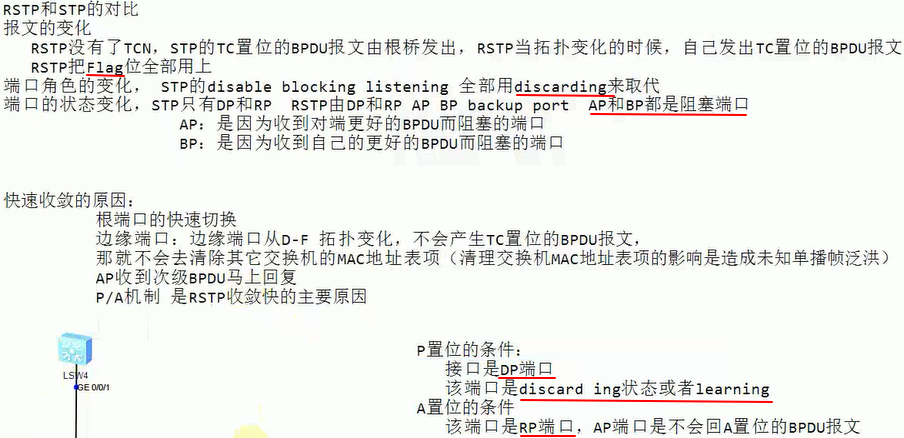 RSTP和STP的对比
报文的变化
RSTP没有了TCN，STP的TC置位的BPDU报文由根桥发出，RSTP当拓扑变化的时候，自己发出TC置位的BPDU报文
RSTP把Flag位全部用上
端口角色的变化， STP的disable blocking listening 全部用discarding来取代
端口的状态变化，STP只有DP和RP RSTP由DP和RP AP BP backup port AP和BP都是阻塞端口
AP：是因为收到对端更好的BPDU而阻塞的端口
BP：是因为收到自己的更好的BPDU而阻塞的端口
快速收敛的原因：
根端口的快速切换
边缘端口：边缘端口从D-F 拓扑变化，不会产生TC置位的BPDU报文，
那就不会去清除其它交换机的MAC地址表项（清理交换机MAC地址表项的影响是造成未知单播帧泛洪）
AP收到次级BPDU马上回复
P/A机制 是RSTP收敛快的主要原因
LSW4
GE 0/0/1
P置位的条件：
接口是DP端口
该端口是discard ing状态或者learning
A置位的条件
该端口是RP端口，AP端口是不会回A置位的BPDU报文